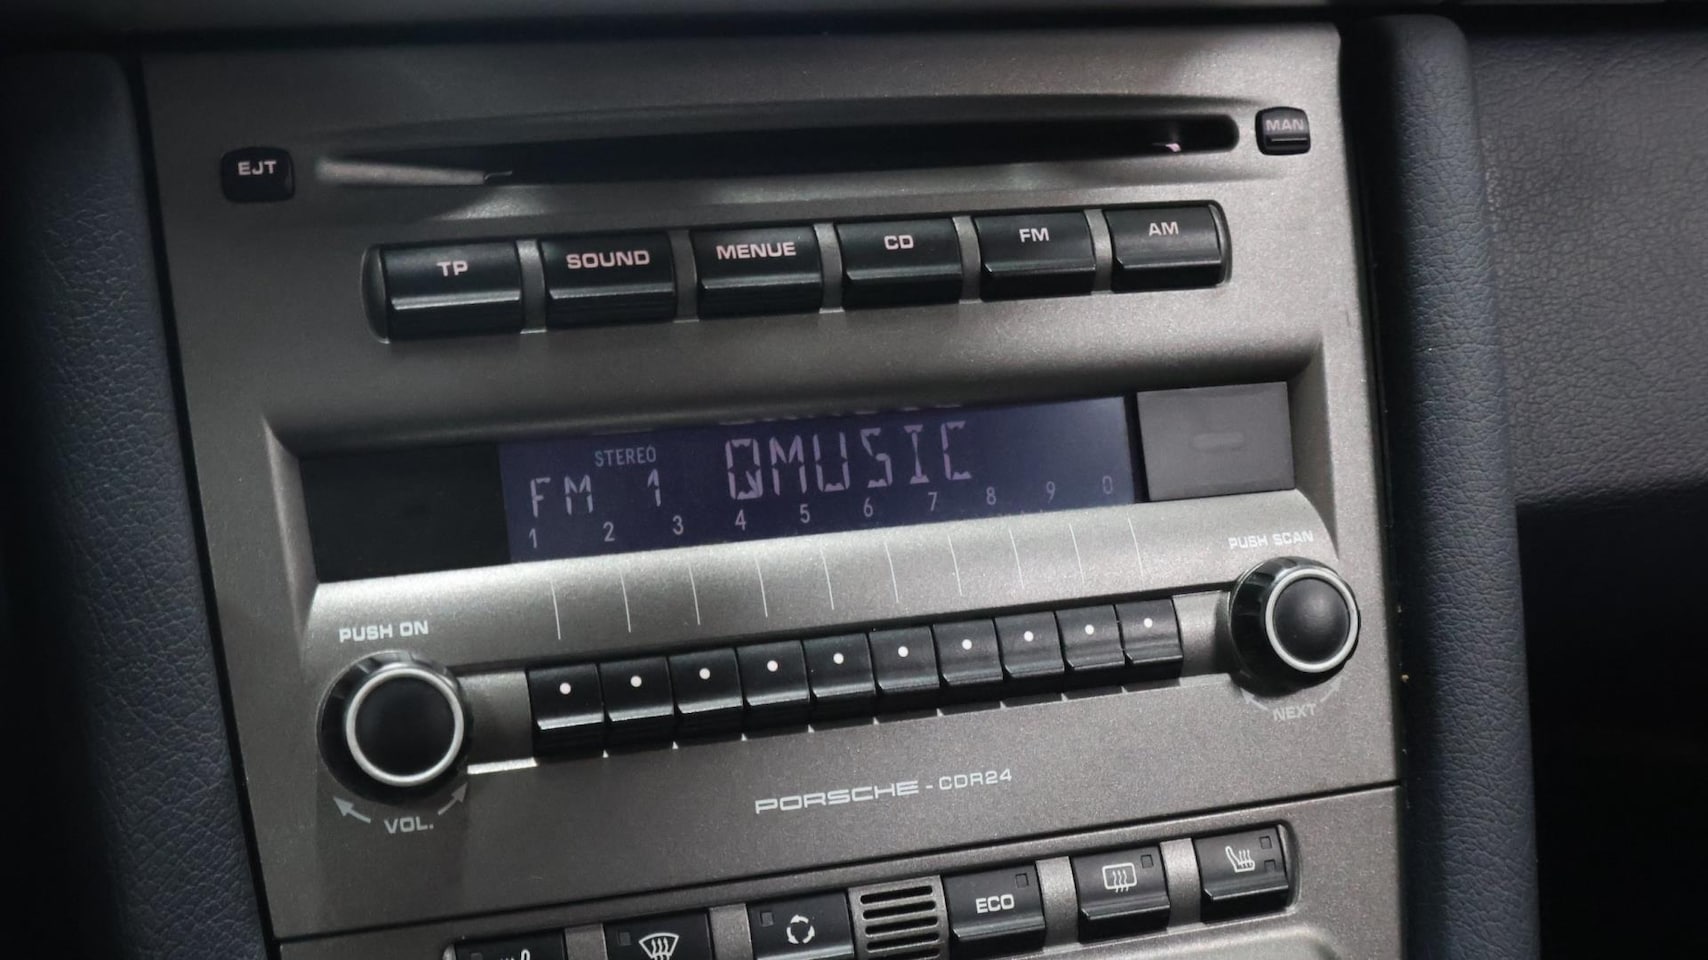 EJT
MAN
TP SOUND MENUE CD FM AM
STEREO
FM 1 QMUSIC
1 2 3 4 5 6 7 8 9 0
PUSH ON
PUSH SCAN
NEXT
VOL.
PORSCHE - CDR24
ECO